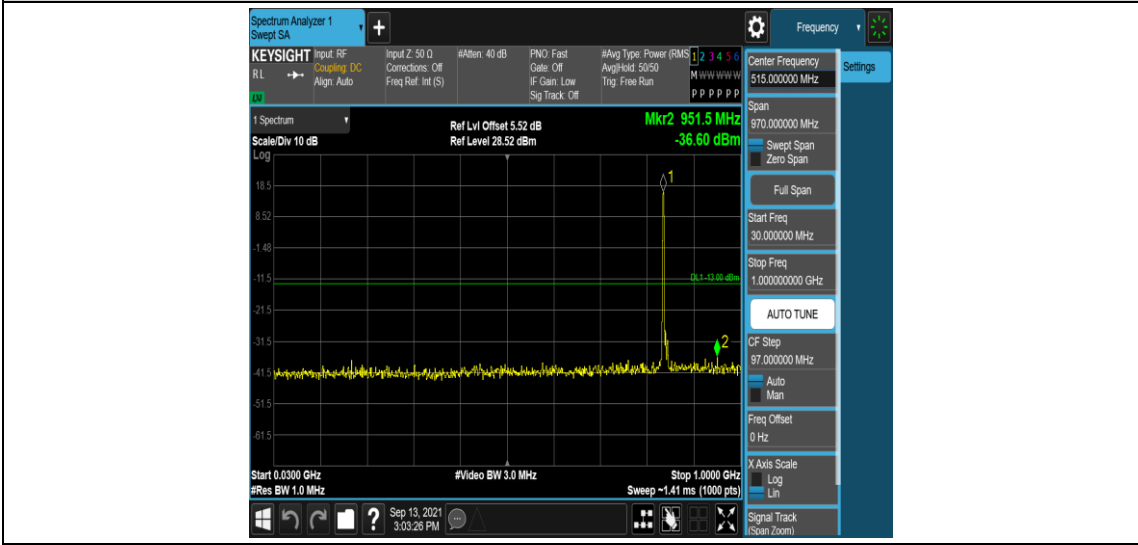 Spectrum Analyzer 1
Swept SA
+
Frequency
KEYSIGHT
RL
LM
Input: RF
Coupling: DC
Align: Auto
Input Z: 50 Ω
Corrections: Off
Freq Ref: Int (S)
#Atten: 40 dB
PNO: Fast
Gate: Off
IF Gain: Low
Sig Track: Off
#Avg Type: Power (RMS
Avg|Hold: 50/50
Trig: Free Run
1 2 3 4 5 6
M W W W W W
P P P P P P
1 Spectrum
Scale/Div 10 dB
Log
Ref Lvl Offset 5.52 dB
Ref Level 28.52 dBm
Mkr2 951.5 MHz
-36.60 dBm
1
18.5
8.52
-1.48
-11.5
DL1 -13.00 dBm
-21.5
-31.5
2
-41.5
-51.5
-61.5
Start 0.0300 GHz
#Res BW 1.0 MHz
#Video BW 3.0 MHz
Stop 1.0000 GHz
Sweep ~1.41 ms (1000 pts)
?
Sep 13, 2021
3:03:26 PM
Center Frequency
515.000000 MHz
Settings
Span
970.000000 MHz
Swept Span
Zero Span
Full Span
Start Freq
30.000000 MHz
Stop Freq
1.000000000 GHz
AUTO TUNE
CF Step
97.000000 MHz
Auto
Man
Freq Offset
0 Hz
X Axis Scale
Log
Lin
Signal Track
(Span Zoom)